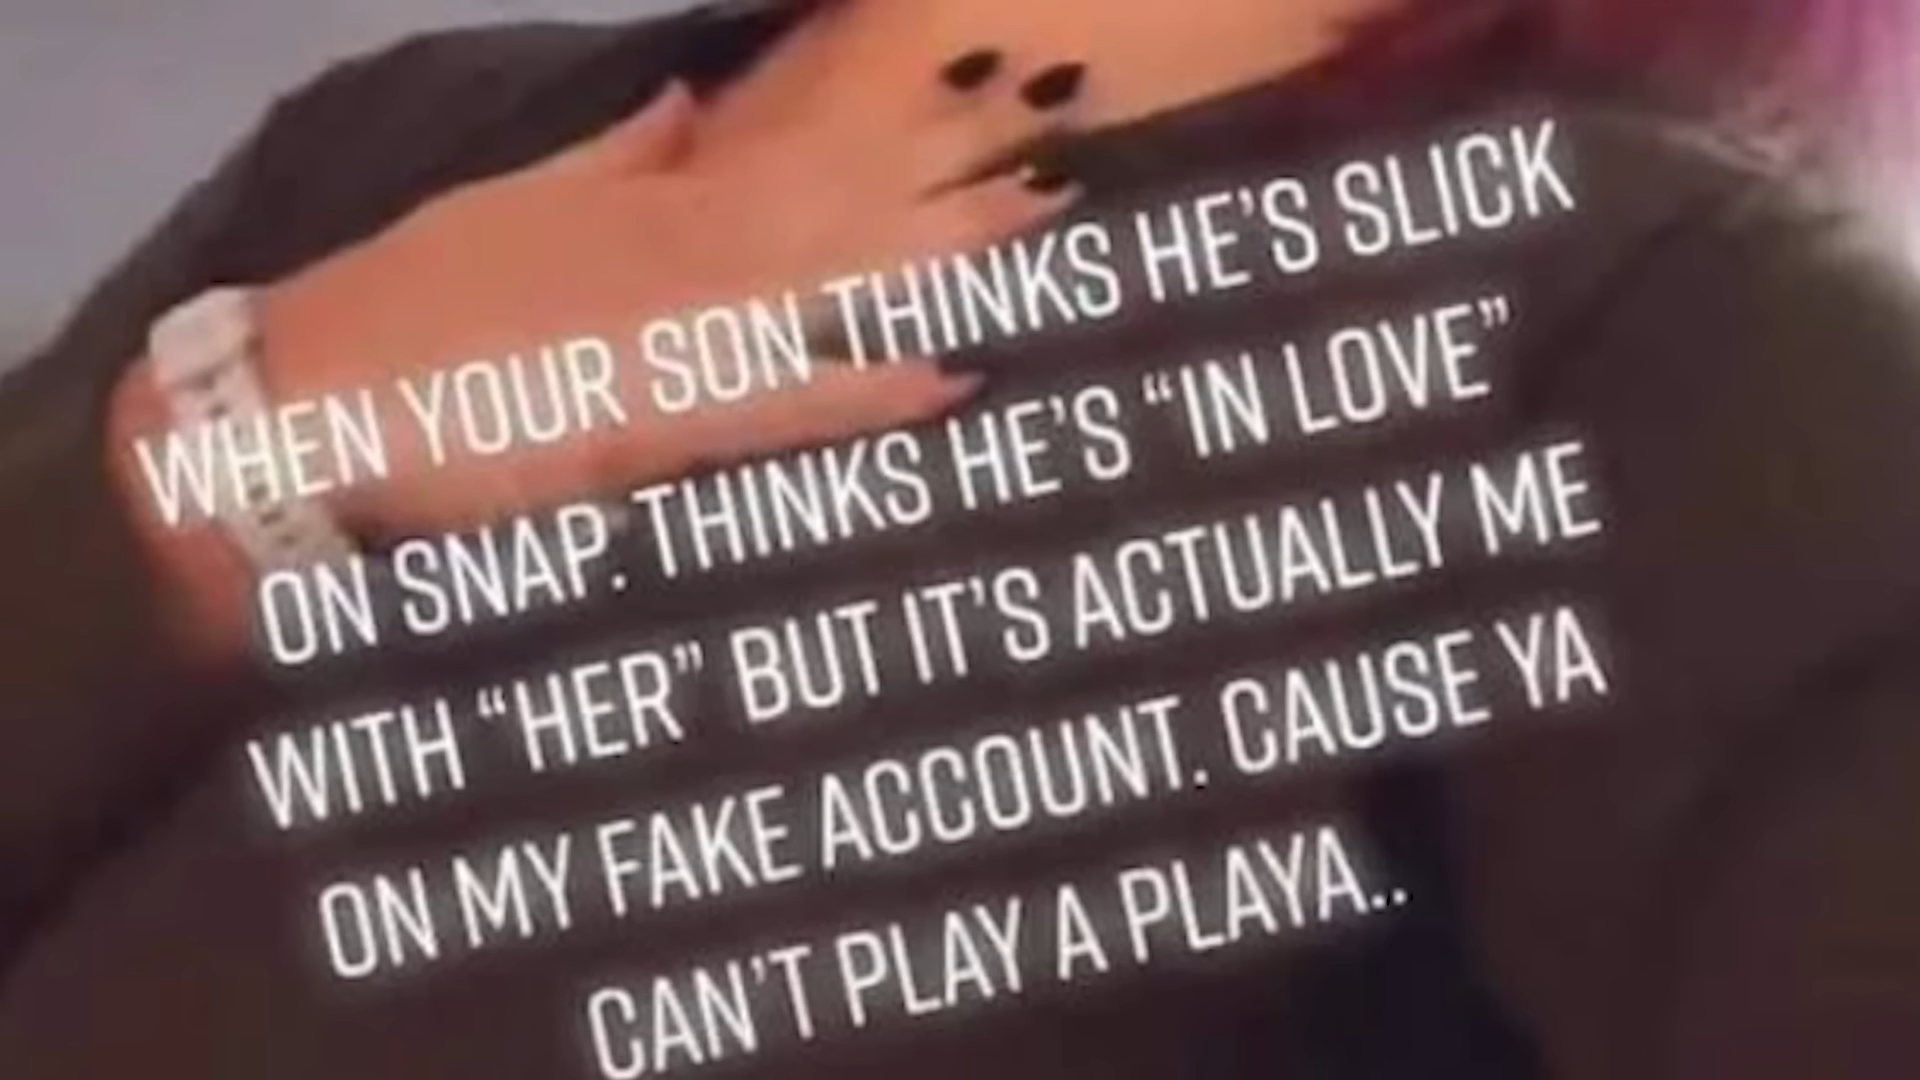 WHEN YOUR SON THINKS HE'S SLICK
ON SNAP. THINKS HE'S “IN LOVE”
WITH “HER” BUT IT'S ACTUALLY ME
ON MY FAKE ACCOUNT. CAUSE YA
CAN'T PLAY A PLAYA..